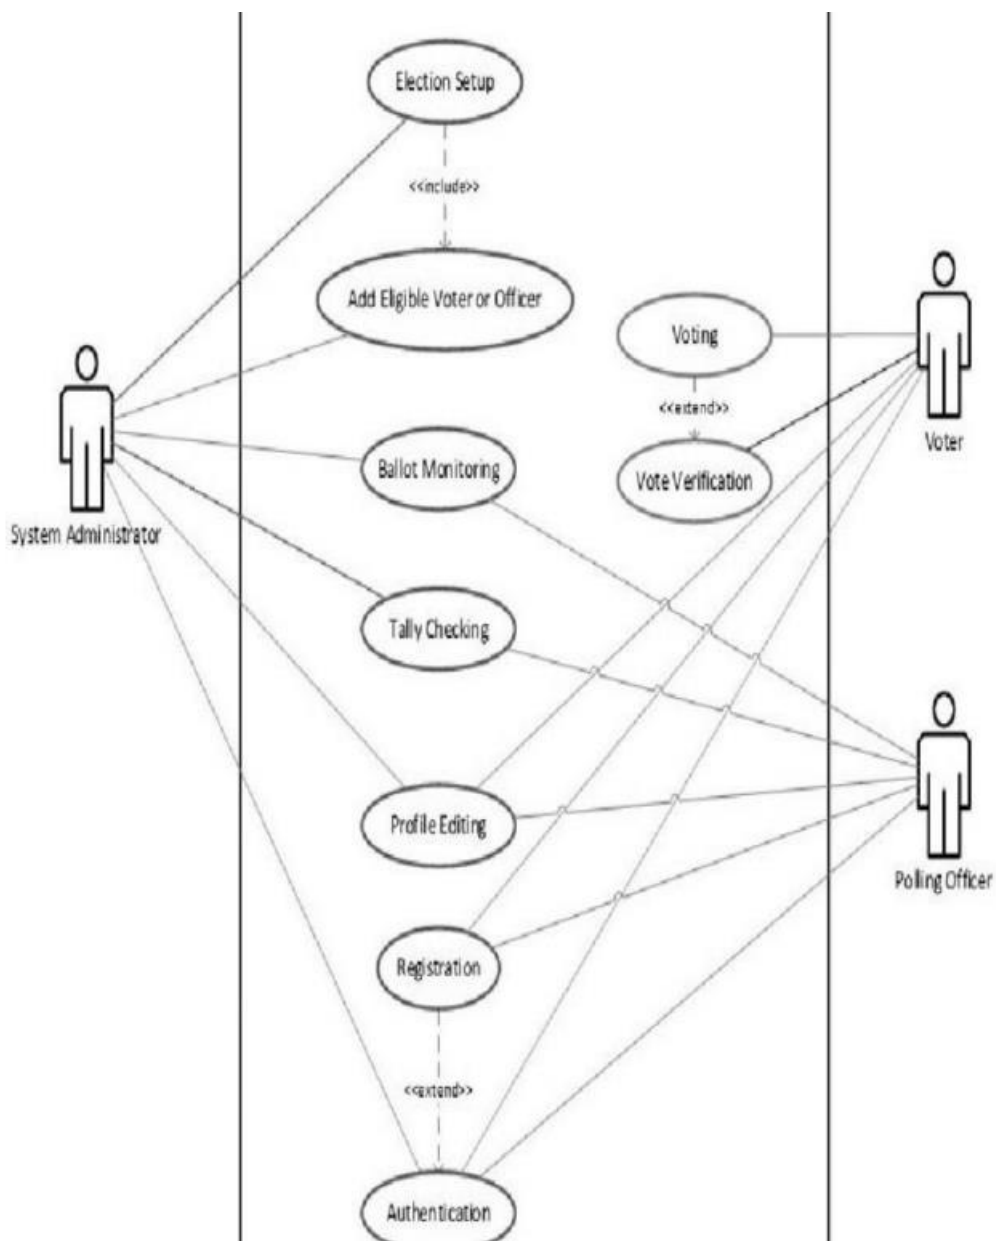 Election Setup
<<include>>
Add Eligible Voter or Officer
Voting
<<extend>>
Voter
Ballot Monitoring
Vote Verification
System Administrator
Tally Checking
Profile Editing
Polling Officer
Registration
<<extend>>
Authentication